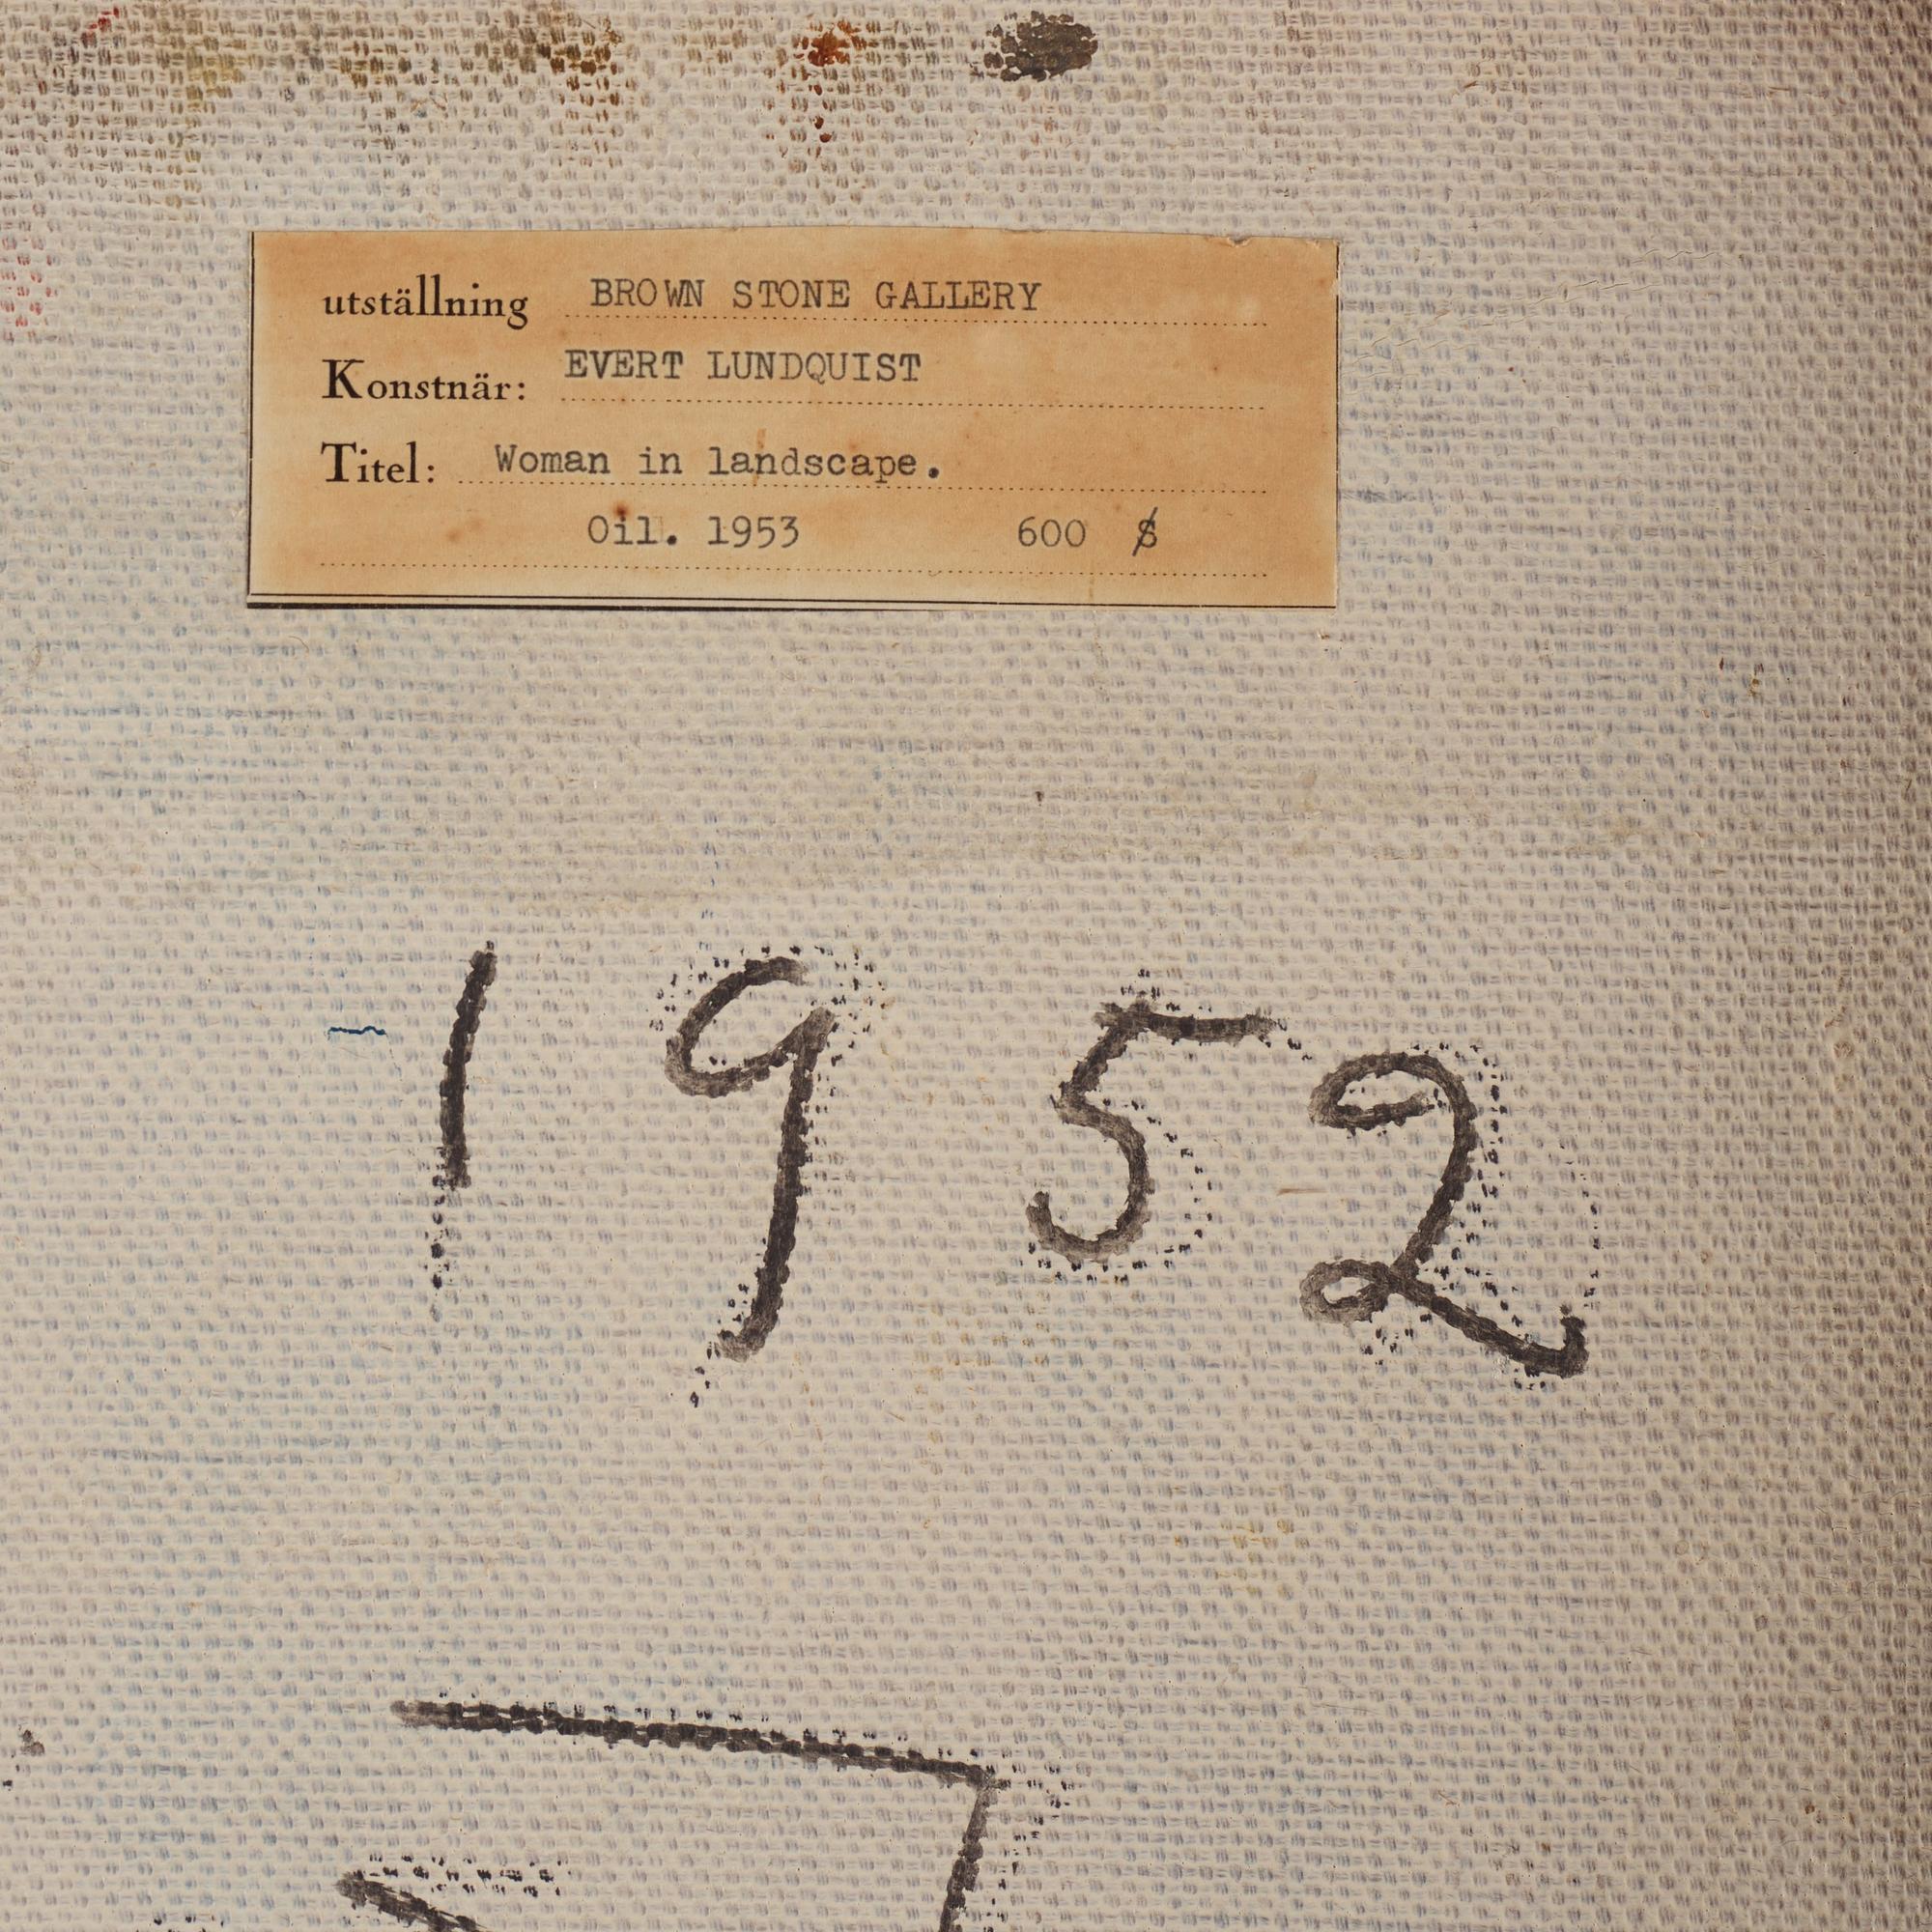 utställning BROWN STONE GALLERY
Konstnär: EVERT LUNDQUIST
Titel: Woman in landscape.
Oil. 1953 600 $
1952